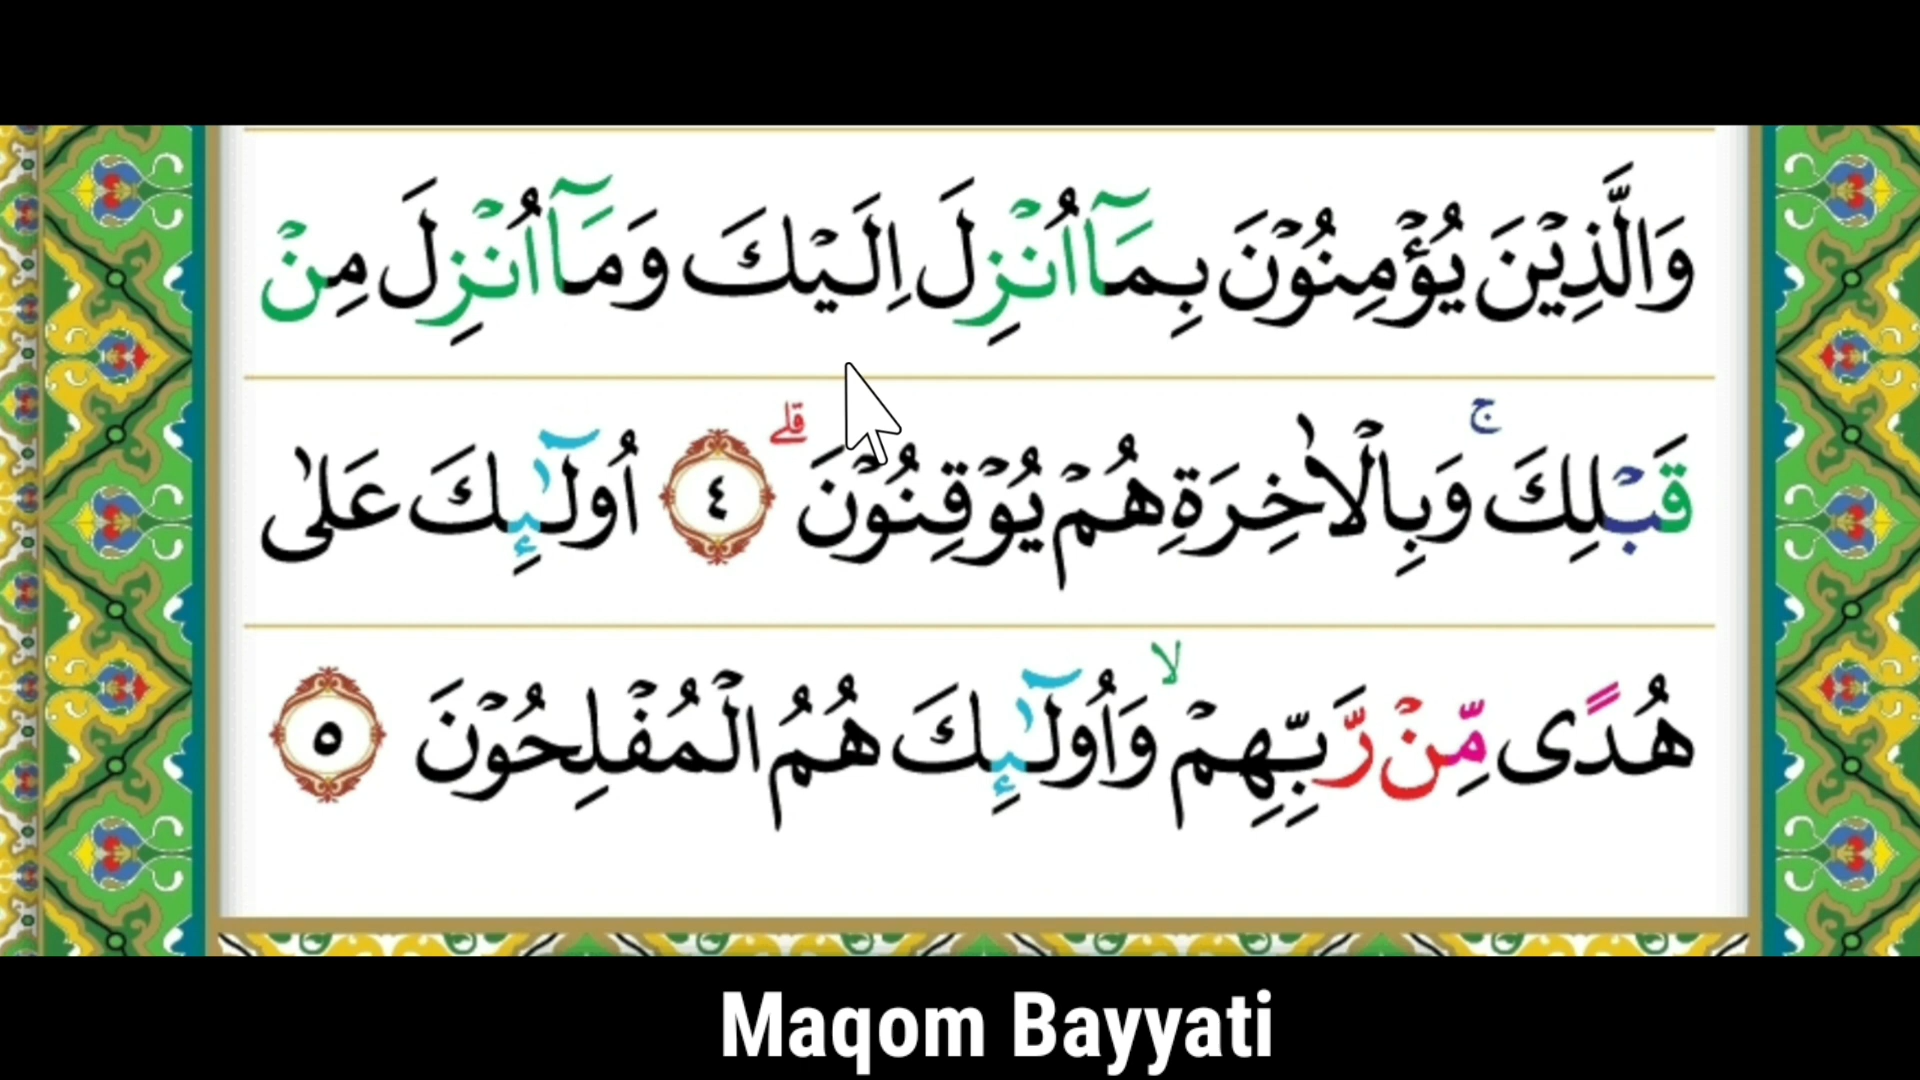 وَالَّذِيْنَ يُؤْمِنُوْنَ بِمَآ اُنْزِلَ اِلَيْكَ وَمَآ اُنْزِلَ مِنْ
قَبْلِكَ ۚ وَبِالْاٰخِرَةِ هُمْ يُوْقِنُوْنَ ۗ ٤ اُولٰۤىِٕكَ عَلٰى
هُدًى مِّنْ رَّبِّهِمْ ۙ وَاُولٰۤىِٕكَ هُمُ الْمُفْلِحُوْنَ ٥
Maqom Bayyati